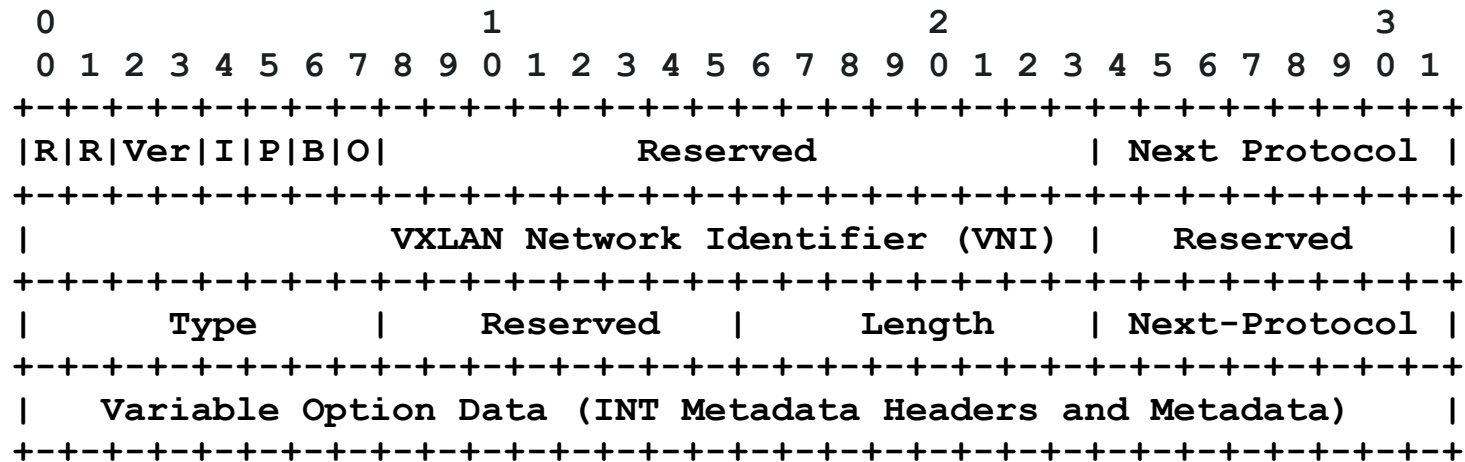 0                   1                   2                   3
 0 1 2 3 4 5 6 7 8 9 0 1 2 3 4 5 6 7 8 9 0 1 2 3 4 5 6 7 8 9 0 1
+-+-+-+-+-+-+-+-+-+-+-+-+-+-+-+-+-+-+-+-+-+-+-+-+-+-+-+-+-+-+-+-+
|R|R|Ver|I|P|B|O|           Reserved            | Next Protocol |
+-+-+-+-+-+-+-+-+-+-+-+-+-+-+-+-+-+-+-+-+-+-+-+-+-+-+-+-+-+-+-+-+
|                VXLAN Network Identifier (VNI) |   Reserved    |
+-+-+-+-+-+-+-+-+-+-+-+-+-+-+-+-+-+-+-+-+-+-+-+-+-+-+-+-+-+-+-+-+
|      Type     |    Reserved   |     Length    | Next-Protocol |
+-+-+-+-+-+-+-+-+-+-+-+-+-+-+-+-+-+-+-+-+-+-+-+-+-+-+-+-+-+-+-+-+
|   Variable Option Data (INT Metadata Headers and Metadata)    |
+-+-+-+-+-+-+-+-+-+-+-+-+-+-+-+-+-+-+-+-+-+-+-+-+-+-+-+-+-+-+-+-+